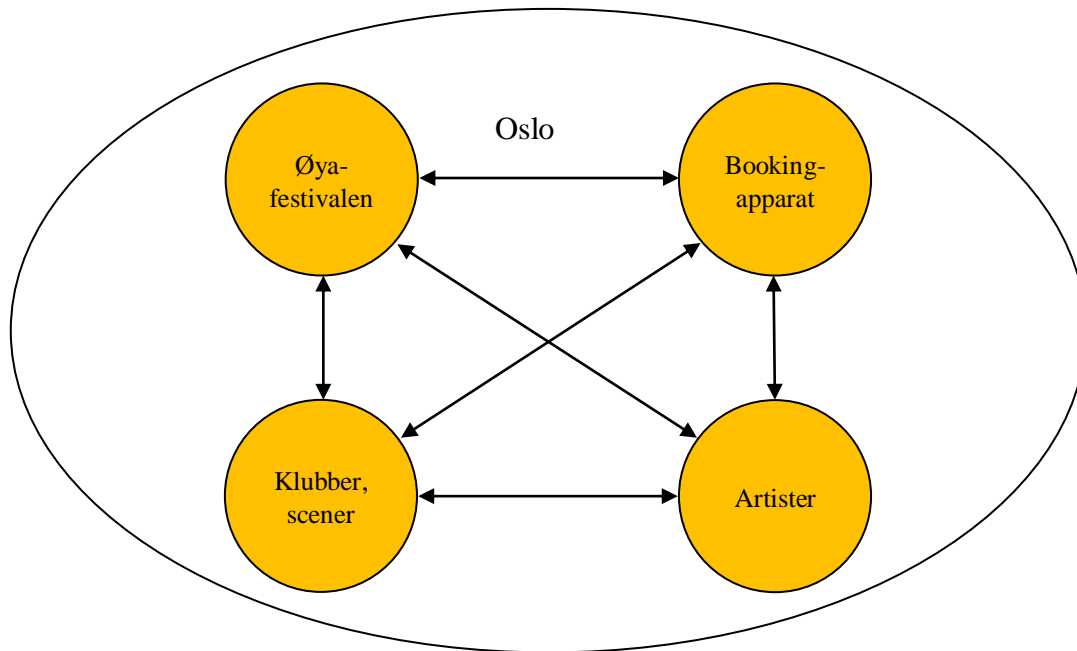 Oslo
Øya-
festivalen
Booking-
apparat
Klubber,
scener
Artister